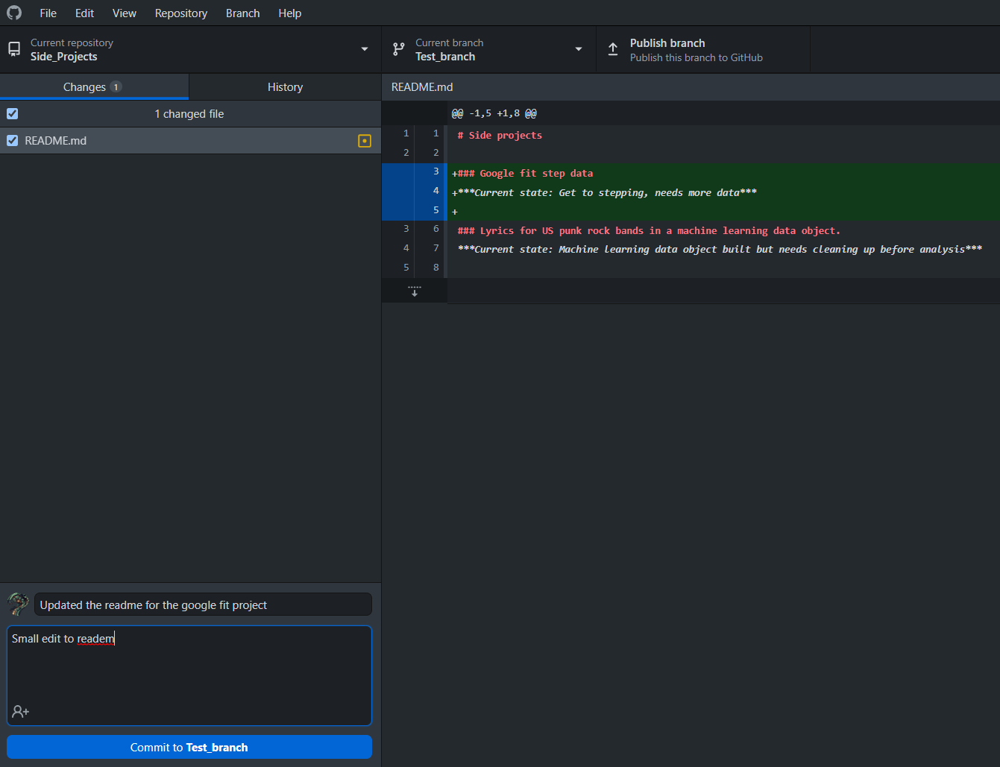 File Edit View Repository Branch Help
Current repository
Side_Projects
Current branch
Test_branch
Publish branch
Publish this branch to GitHub
Changes 1 History
1 changed file
README.md
README.md
@@ -1,5 +1,8 @@
1 1 # Side projects
2 2
3 +### Google fit step data
4 +***Current state: Get to stepping, needs more data***
5 +
3 6 ### Lyrics for US punk rock bands in a machine learning data object.
4 7 ***Current state: Machine learning data object built but needs cleaning up before analysis***
5 8
Updated the readme for the google fit project
Small edit to readem
Commit to Test_branch